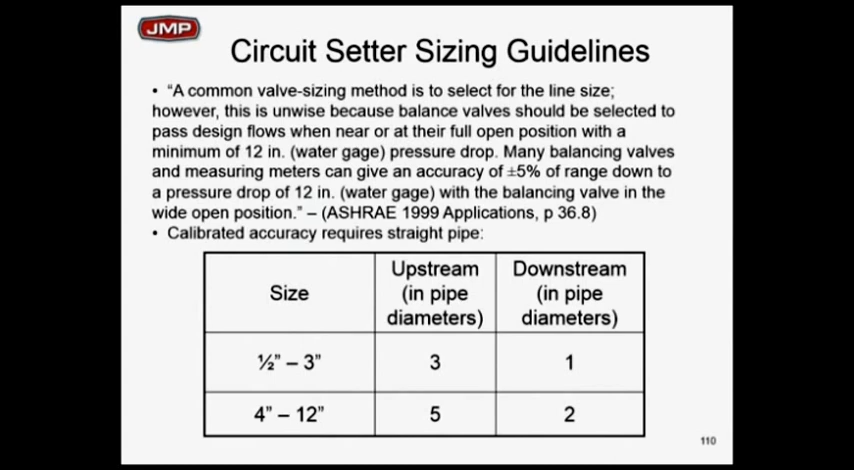 JMP
Circuit Setter Sizing Guidelines
• "A common valve-sizing method is to select for the line size;
however, this is unwise because balance valves should be selected to
pass design flows when near or at their full open position with a
minimum of 12 in. (water gage) pressure drop. Many balancing valves
and measuring meters can give an accuracy of ±5% of range down to
a pressure drop of 12 in. (water gage) with the balancing valve in the
wide open position." – (ASHRAE 1999 Applications, p 36.8)
• Calibrated accuracy requires straight pipe:
Size
Upstream
(in pipe
diameters)
Downstream
(in pipe
diameters)
½" – 3"
3
1
4" – 12"
5
2
110